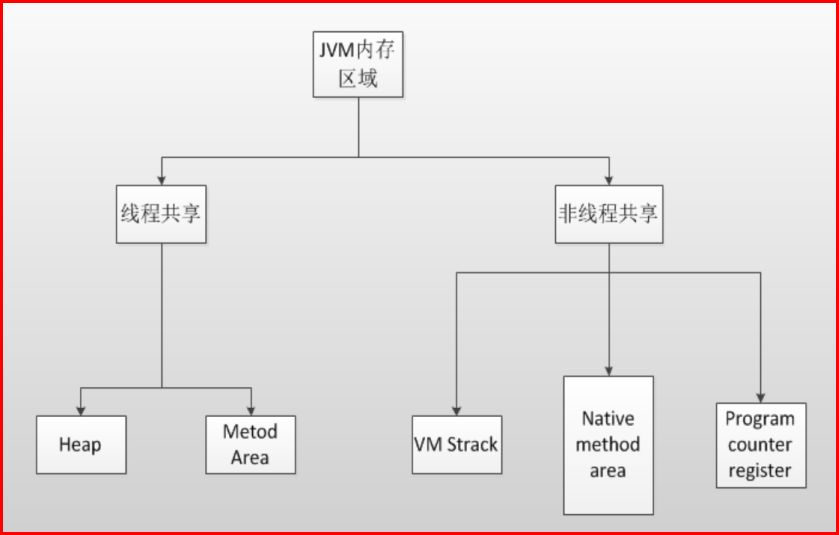 JVM内存
区域
线程共享
非线程共享
Heap
Metod
Area
VM Strack
Native
method
area
Program
counter
register